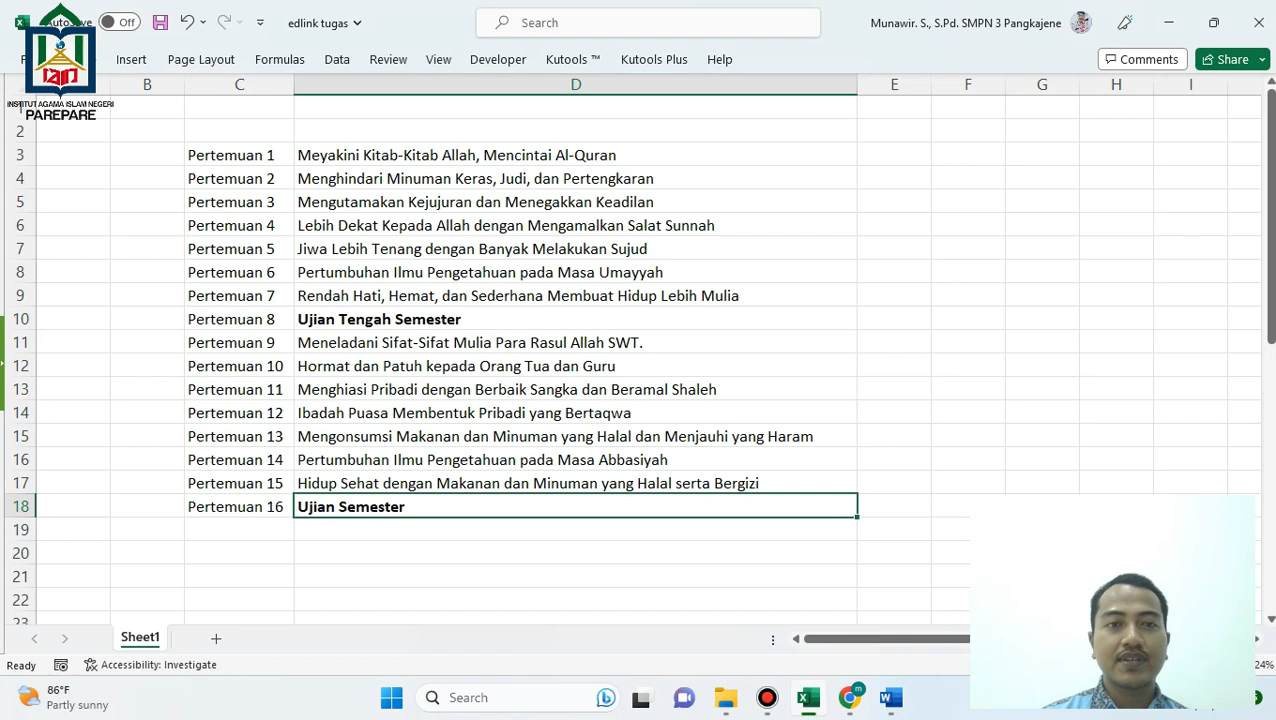 Off
edlink tugas
Search
Munawir. S., S.Pd. SMPN 3 Pangkajene
Insert
Page Layout
Formulas
Data
Review
View
Developer
Kutools ™
Kutools Plus
Help
Comments
Share
INSTITUT AGAMA ISLAM NEGERI
PAREPARE
B C D E F G H I
2
3 Pertemuan 1 Meyakini Kitab-Kitab Allah, Mencintai Al-Quran
4 Pertemuan 2 Menghindari Minuman Keras, Judi, dan Pertengkaran
5 Pertemuan 3 Mengutamakan Kejujuran dan Menegakkan Keadilan
6 Pertemuan 4 Lebih Dekat Kepada Allah dengan Mengamalkan Salat Sunnah
7 Pertemuan 5 Jiwa Lebih Tenang dengan Banyak Melakukan Sujud
8 Pertemuan 6 Pertumbuhan Ilmu Pengetahuan pada Masa Umayyah
9 Pertemuan 7 Rendah Hati, Hemat, dan Sederhana Membuat Hidup Lebih Mulia
10 Pertemuan 8 Ujian Tengah Semester
11 Pertemuan 9 Meneladani Sifat-Sifat Mulia Para Rasul Allah SWT.
12 Pertemuan 10 Hormat dan Patuh kepada Orang Tua dan Guru
13 Pertemuan 11 Menghiasi Pribadi dengan Berbaik Sangka dan Beramal Shaleh
14 Pertemuan 12 Ibadah Puasa Membentuk Pribadi yang Bertaqwa
15 Pertemuan 13 Mengonsumsi Makanan dan Minuman yang Halal dan Menjauhi yang Haram
16 Pertemuan 14 Pertumbuhan Ilmu Pengetahuan pada Masa Abbasiyah
17 Pertemuan 15 Hidup Sehat dengan Makanan dan Minuman yang Halal serta Bergizi
18 Pertemuan 16 Ujian Semester
19
20
21
22
23
Sheet1
Ready
Accessibility: Investigate
24%
86°F
Partly sunny
Search